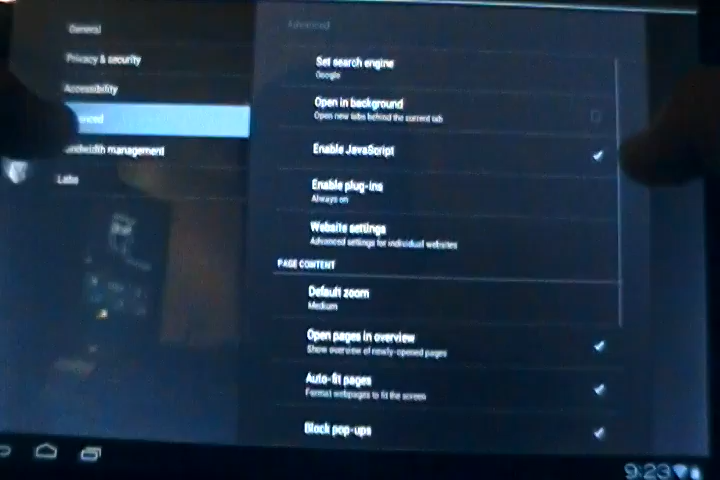 General
Privacy & security
Accessibility
Bandwidth management
Labs
Advanced
Set search engine
Google
Open in background
Open new tabs behind the current tab
Enable JavaScript
Enable plug-ins
Always on
Website settings
Advanced settings for individual websites
PAGE CONTENT
Default zoom
Medium
Open pages in overview
Show overview of newly-opened pages
Auto-fit pages
Format webpages to fit the screen
Block pop-ups
9:23